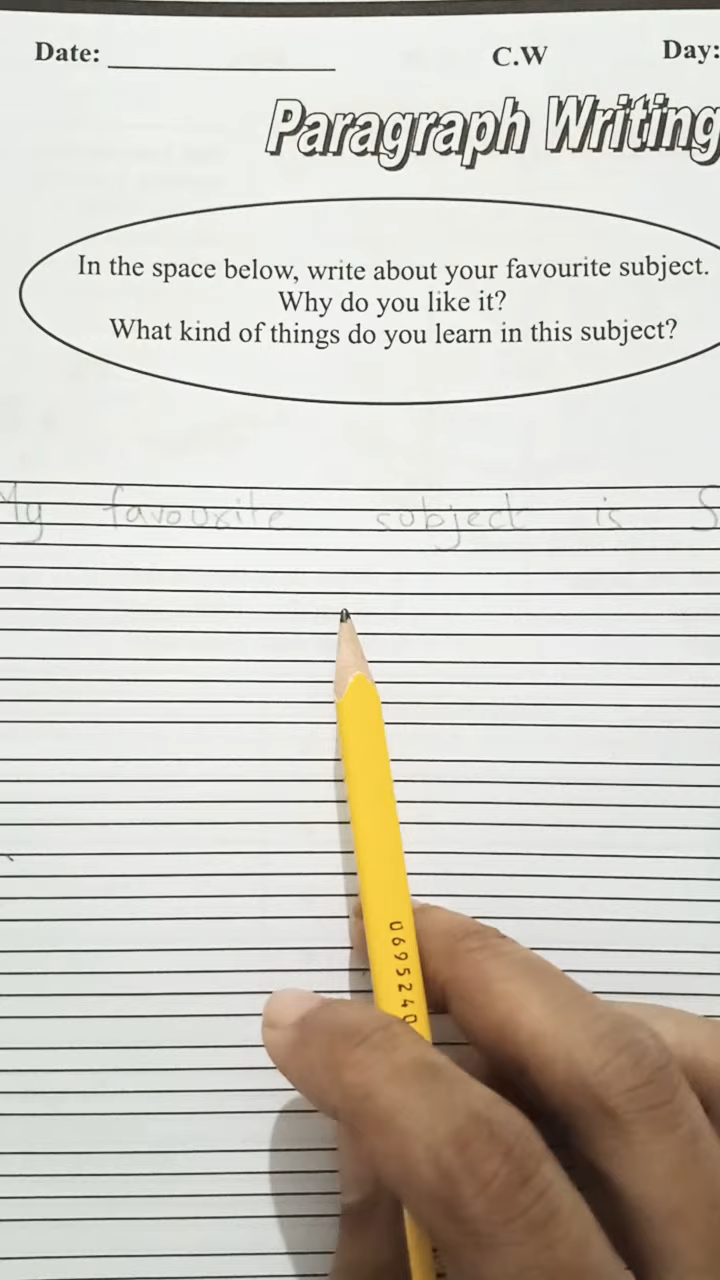 Date: C.W Day:
Paragraph Writing
In the space below, write about your favourite subject.
Why do you like it?
What kind of things do you learn in this subject?
My favourite subject is S
0695240